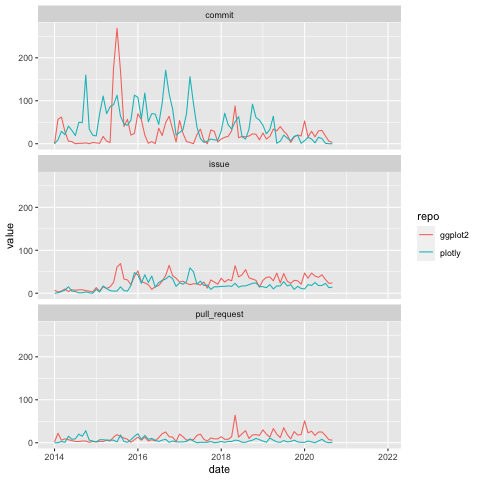 commit
200
100
0
issue
value
200
100
0
pull_request
200
100
0
2014
2016
2018
2020
2022
date
repo
ggplot2
plotly